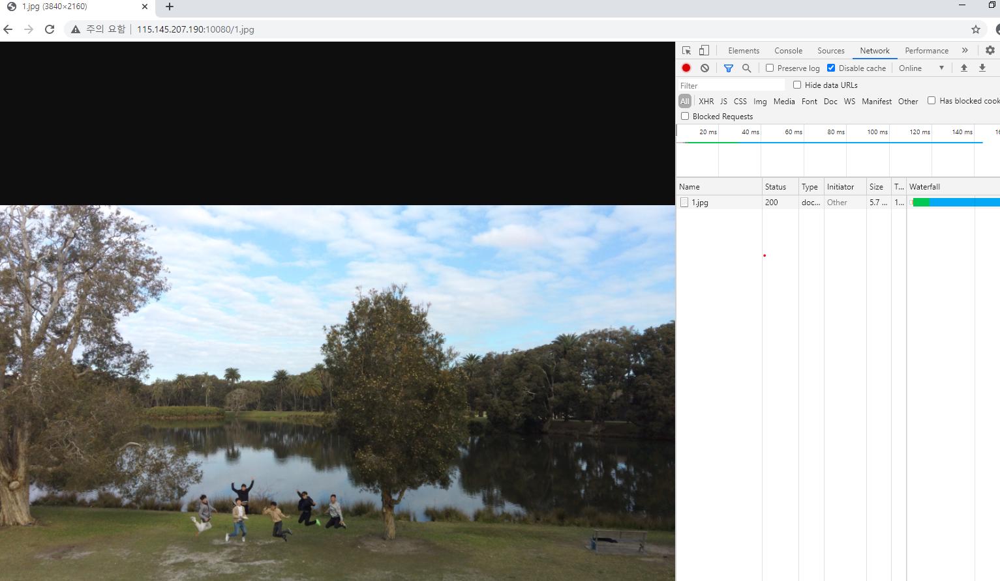 1.jpg (3840×2160)
주의 요함 115.145.207.190:10080/1.jpg
Elements Console Sources Network Performance
Preserve log Disable cache Online
Filter Hide data URLs
All XHR JS CSS Img Media Font Doc WS Manifest Other Has blocked cook
Blocked Requests
20 ms 40 ms 60 ms 80 ms 100 ms 120 ms 140 ms 16
Name Status Type Initiator Size T... Waterfall
1.jpg 200 doc... Other 5.7 ... 1...